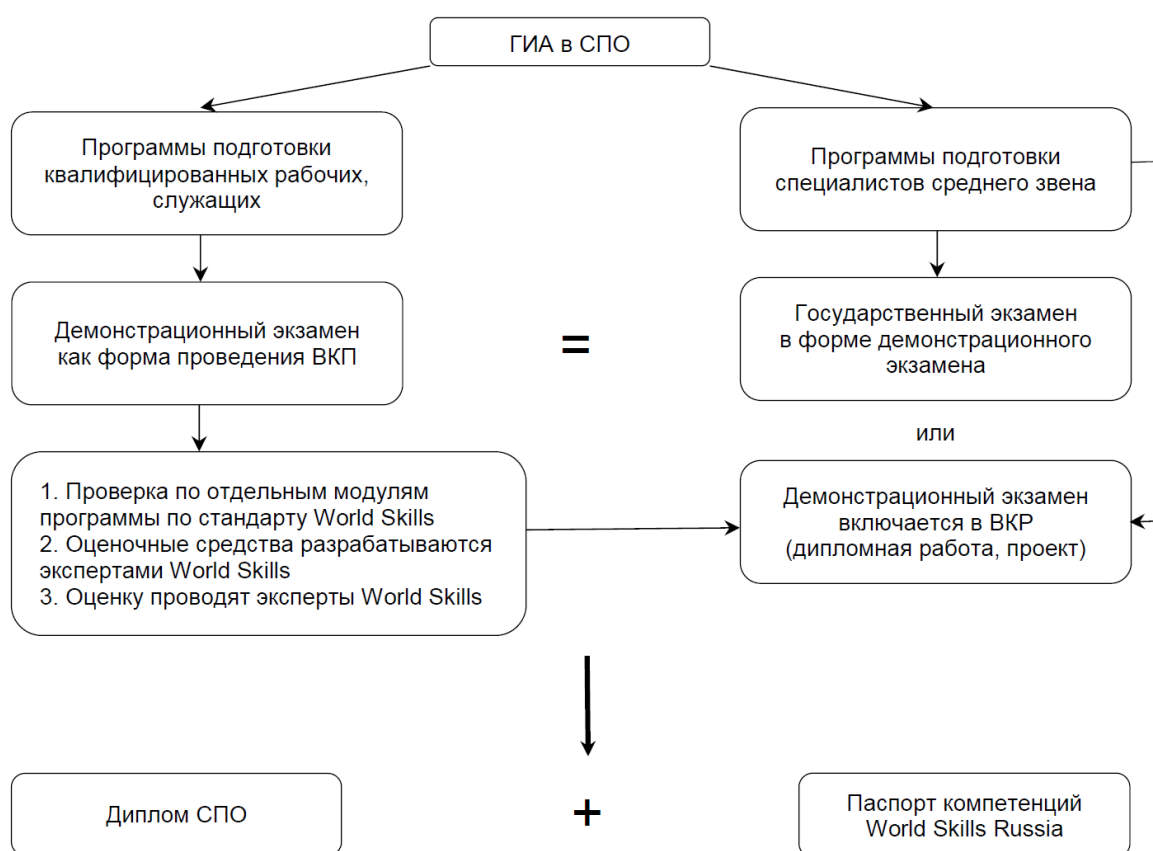 ГИА в СПО
Программы подготовки
квалифицированных рабочих,
служащих
Программы подготовки
специалистов среднего звена
Демонстрационный экзамен
как форма проведения ВКП
=
Государственный экзамен
в форме демонстрационного
экзамена
или
1. Проверка по отдельным модулям
программы по стандарту World Skills
2. Оценочные средства разрабатываются
экспертами World Skills
3. Оценку проводят эксперты World Skills
Демонстрационный экзамен
включается в ВКР
(дипломная работа, проект)
Диплом СПО
+
Паспорт компетенций
World Skills Russia